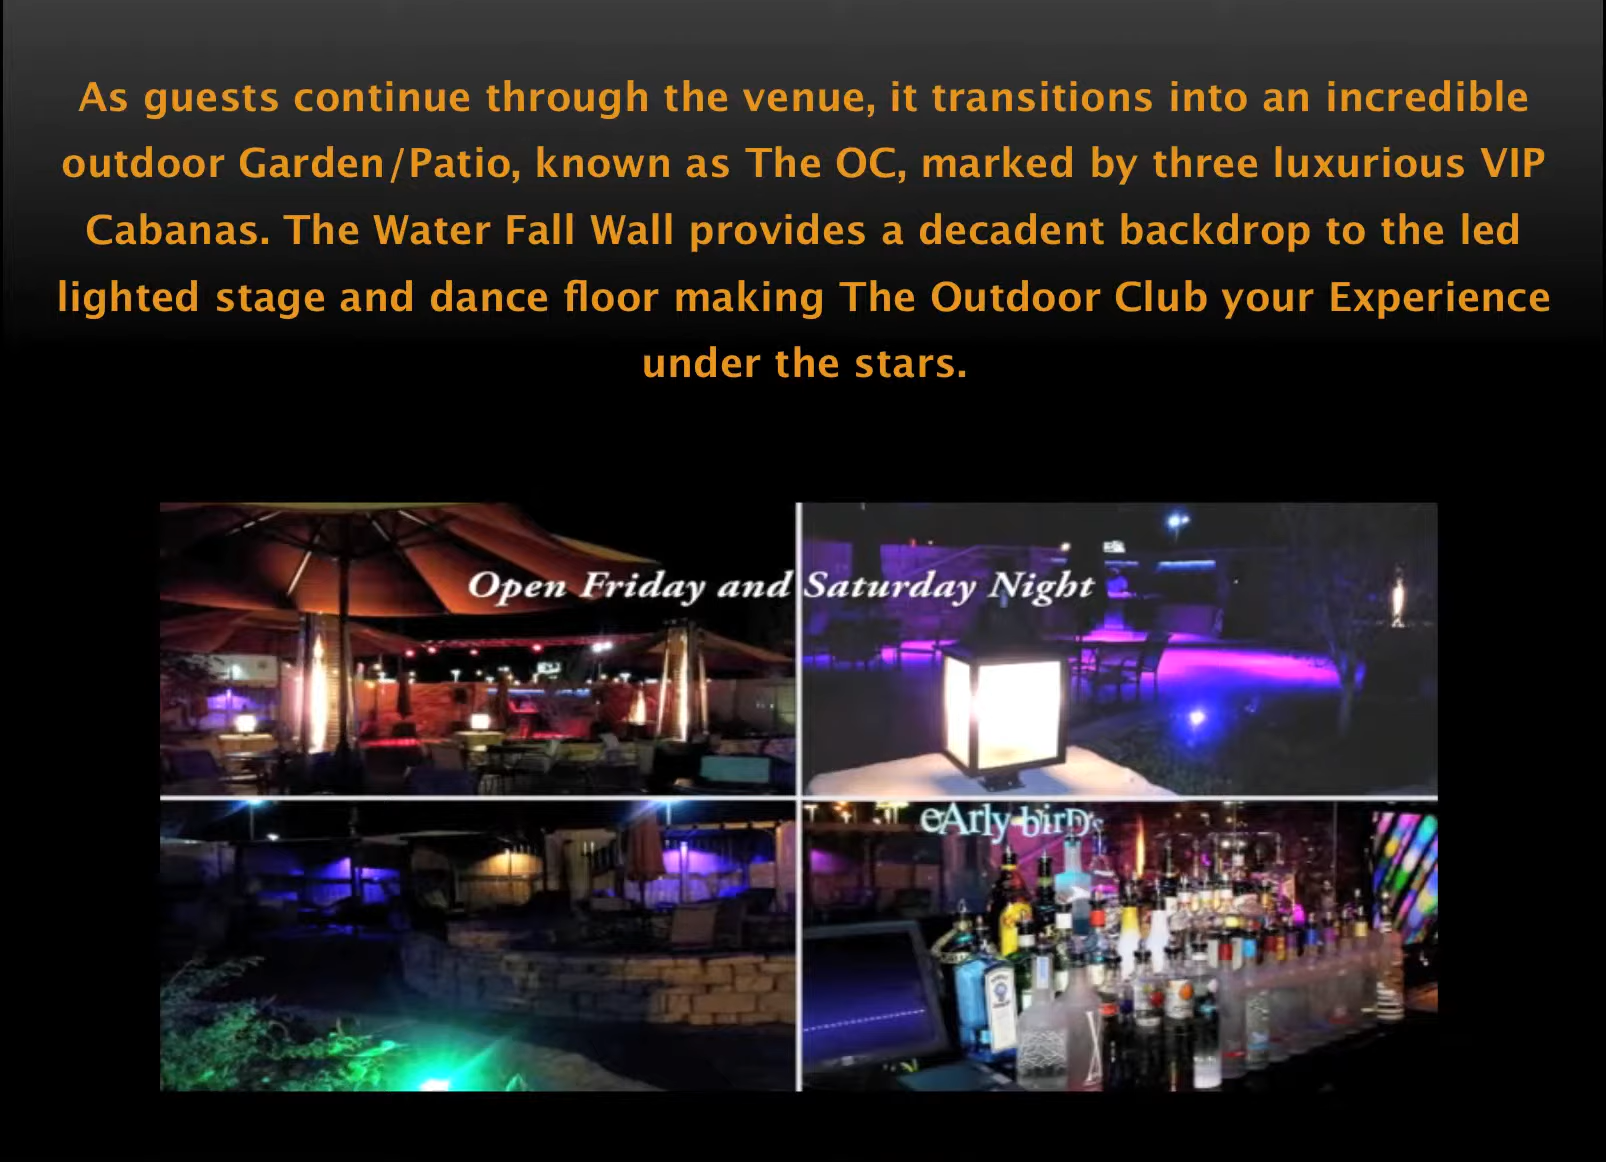 As guests continue through the venue, it transitions into an incredible
outdoor Garden/Patio, known as The OC, marked by three luxurious VIP
Cabanas. The Water Fall Wall provides a decadent backdrop to the led
lighted stage and dance floor making The Outdoor Club your Experience
under the stars.
Open Friday and Saturday Night
eArly birD's